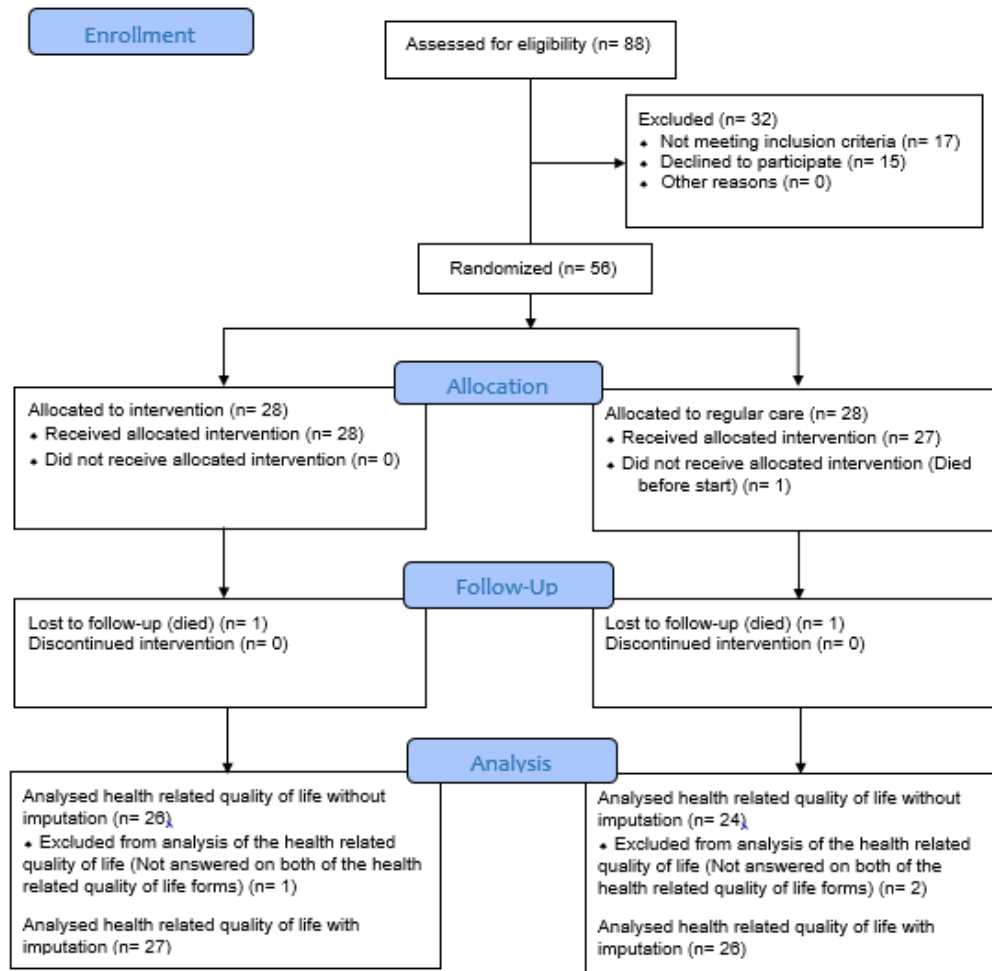 Enrollment
Assessed for eligibility (n= 88)
Excluded (n= 32)
• Not meeting inclusion criteria (n= 17)
• Declined to participate (n= 15)
• Other reasons (n= 0)
Randomized (n= 56)
Allocation
Allocated to intervention (n= 28)
• Received allocated intervention (n= 28)
• Did not receive allocated intervention (n= 0)
Allocated to regular care (n= 28)
• Received allocated intervention (n= 27)
• Did not receive allocated intervention (Died
before start) (n= 1)
Follow-Up
Lost to follow-up (died) (n= 1)
Discontinued intervention (n= 0)
Lost to follow-up (died) (n= 1)
Discontinued intervention (n= 0)
Analysis
Analysed health related quality of life without
imputation (n= 26)
• Excluded from analysis of the health related
quality of life (Not answered on both of the health
related quality of life forms) (n= 1)
Analysed health related quality of life with
imputation (n= 27)
Analysed health related quality of life without
imputation (n= 24)
• Excluded from analysis of the health related
quality of life (Not answered on both of the
health related quality of life forms) (n= 2)
Analysed health related quality of life with
imputation (n= 26)